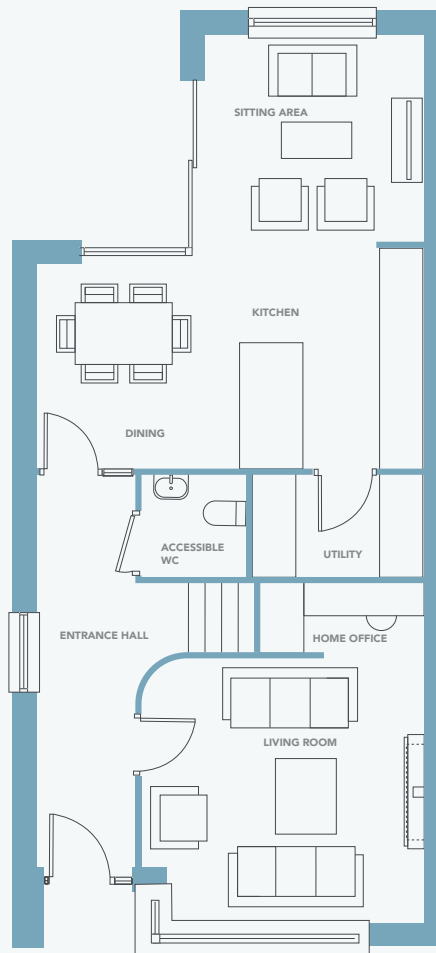 SITTING AREA
KITCHEN
DINING
ACCESSIBLE
WC
UTILITY
ENTRANCE HALL
HOME OFFICE
LIVING ROOM